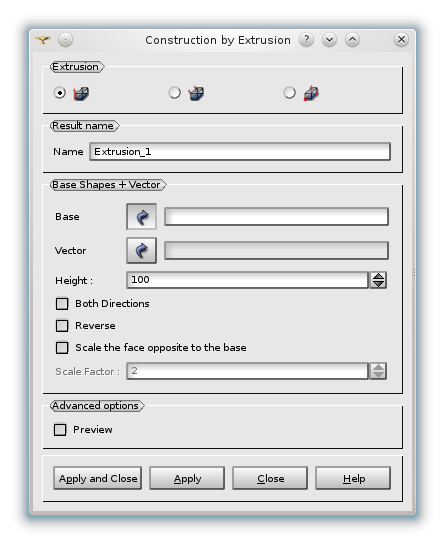 Construction by Extrusion
Extrusion
Result name
Name Extrusion_1
Base Shapes + Vector
Base
Vector
Height : 100
Both Directions
Reverse
Scale the face opposite to the base
Scale Factor : 2
Advanced options
Preview
Apply and Close Apply Close Help